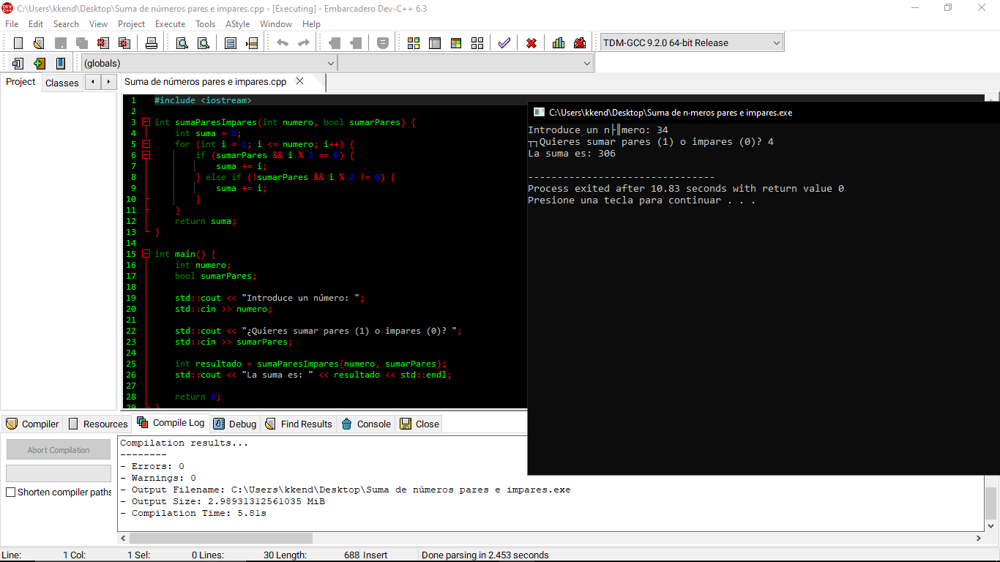 C:\Users\kkend\Desktop\Suma de números pares e impares.cpp - [Executing] - Embarcadero Dev-C++ 6.3
File Edit Search View Project Execute Tools AStyle Window Help
TDM-GCC 9.2.0 64-bit Release
(globals)
Project Classes
Suma de números pares e impares.cpp
1 #include <iostream>
2
3 int sumaParesImpares(int numero, bool sumarPares) {
4 int suma = 0;
5 for (int i = 1; i <= numero; i++) {
6 if (sumarPares && i % 2 == 0) {
7 suma += i;
8 } else if (!sumarPares && i % 2 != 0) {
9 suma += i;
10 }
11 }
12 return suma;
13 }
14
15 int main() {
16 int numero;
17 bool sumarPares;
18
19 std::cout << "Introduce un número: ";
20 std::cin >> numero;
21
22 std::cout << "¿Quieres sumar pares (1) o impares (0)? ";
23 std::cin >> sumarPares;
24
25 int resultado = sumaParesImpares(numero, sumarPares);
26 std::cout << "La suma es: " << resultado << std::endl;
27
28 return 0;
29 }
C:\Users\kkend\Desktop\Suma de n·meros pares e impares.exe
Introduce un n├║mero: 34
┬┐Quieres sumar pares (1) o impares (0)? 4
La suma es: 306
--------------------------------
Process exited after 10.83 seconds with return value 0
Presione una tecla para continuar . . .
Compiler Resources Compile Log Debug Find Results Console Close
Abort Compilation
Shorten compiler paths
Compilation results...
--------
- Errors: 0
- Warnings: 0
- Output Filename: C:\Users\kkend\Desktop\Suma de números pares e impares.exe
- Output Size: 2.98931312561035 MiB
- Compilation Time: 5.81s
Line: 1 Col: 1 Sel: 0 Lines: 30 Length: 688 Insert Done parsing in 2.453 seconds